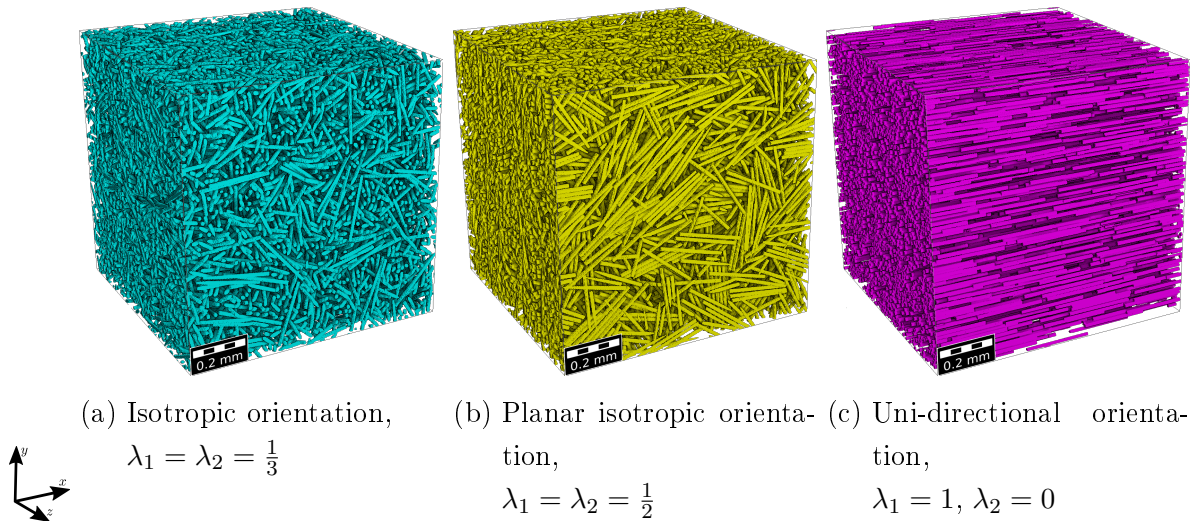 0.2 mm
0.2 mm
0.2 mm
(a) Isotropic orientation,
λ₁ = λ₂ = 1/3
(b) Planar isotropic orienta-
tion,
λ₁ = λ₂ = 1/2
(c) Uni-directional orienta-
tion,
λ₁ = 1, λ₂ = 0
y
x
z